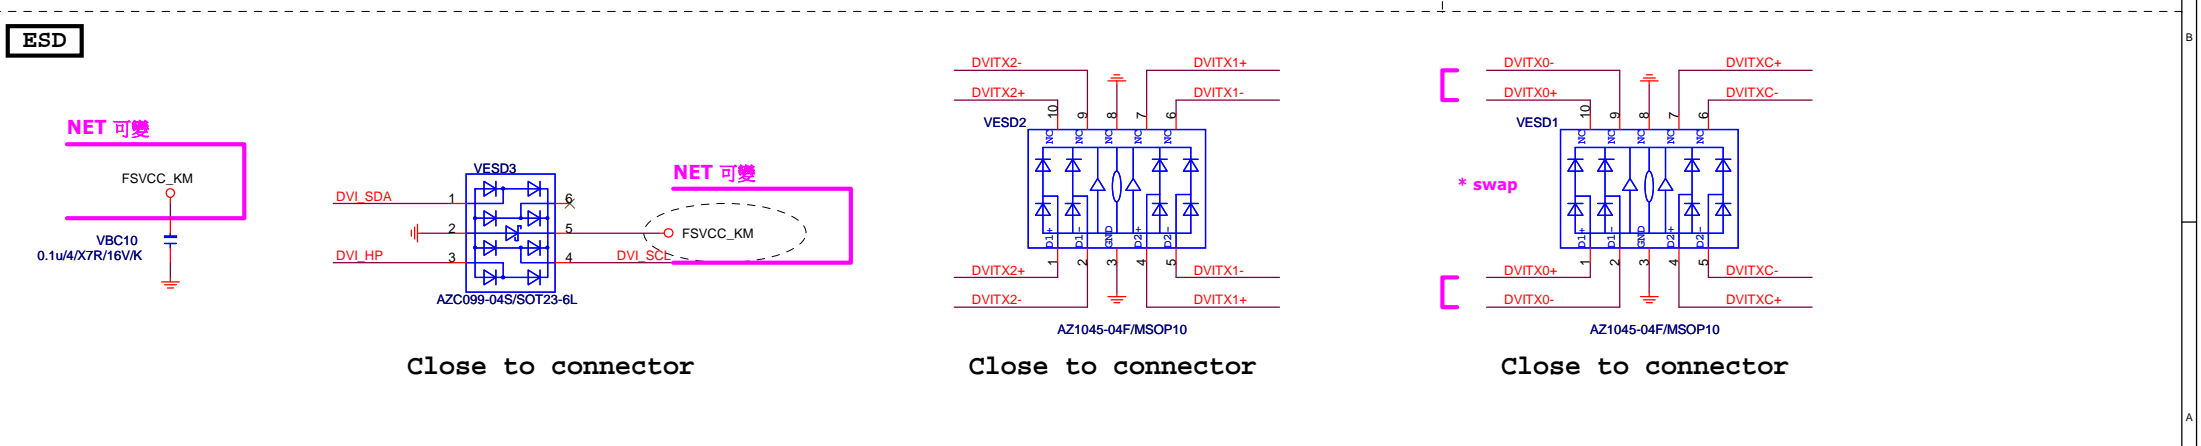 ESD
B
NET 可變
FSVCC_KM
VBC10
0.1u/4/X7R/16V/K
VESD3
DVI_SDA
1
6
2
5
DVI_HP
3
4
DVI_SCL
AZC099-04S/SOT23-6L
NET 可變
FSVCC_KM
Close to connector
DVITX2-
DVITX1+
DVITX2+
DVITX1-
VESD2
10 9 8 7 6
NC NC NC NC
D1+ D1- GND D2+ D2-
1 2 3 4 5
DVITX2+
DVITX1-
DVITX2-
DVITX1+
AZ1045-04F/MSOP10
Close to connector
DVITX0-
DVITXC+
DVITX0+
DVITXC-
VESD1
10 9 8 7 6
NC NC NC NC
* swap
D1+ D1- GND D2+ D2-
1 2 3 4 5
DVITX0+
DVITXC-
DVITX0-
DVITXC+
AZ1045-04F/MSOP10
Close to connector
A